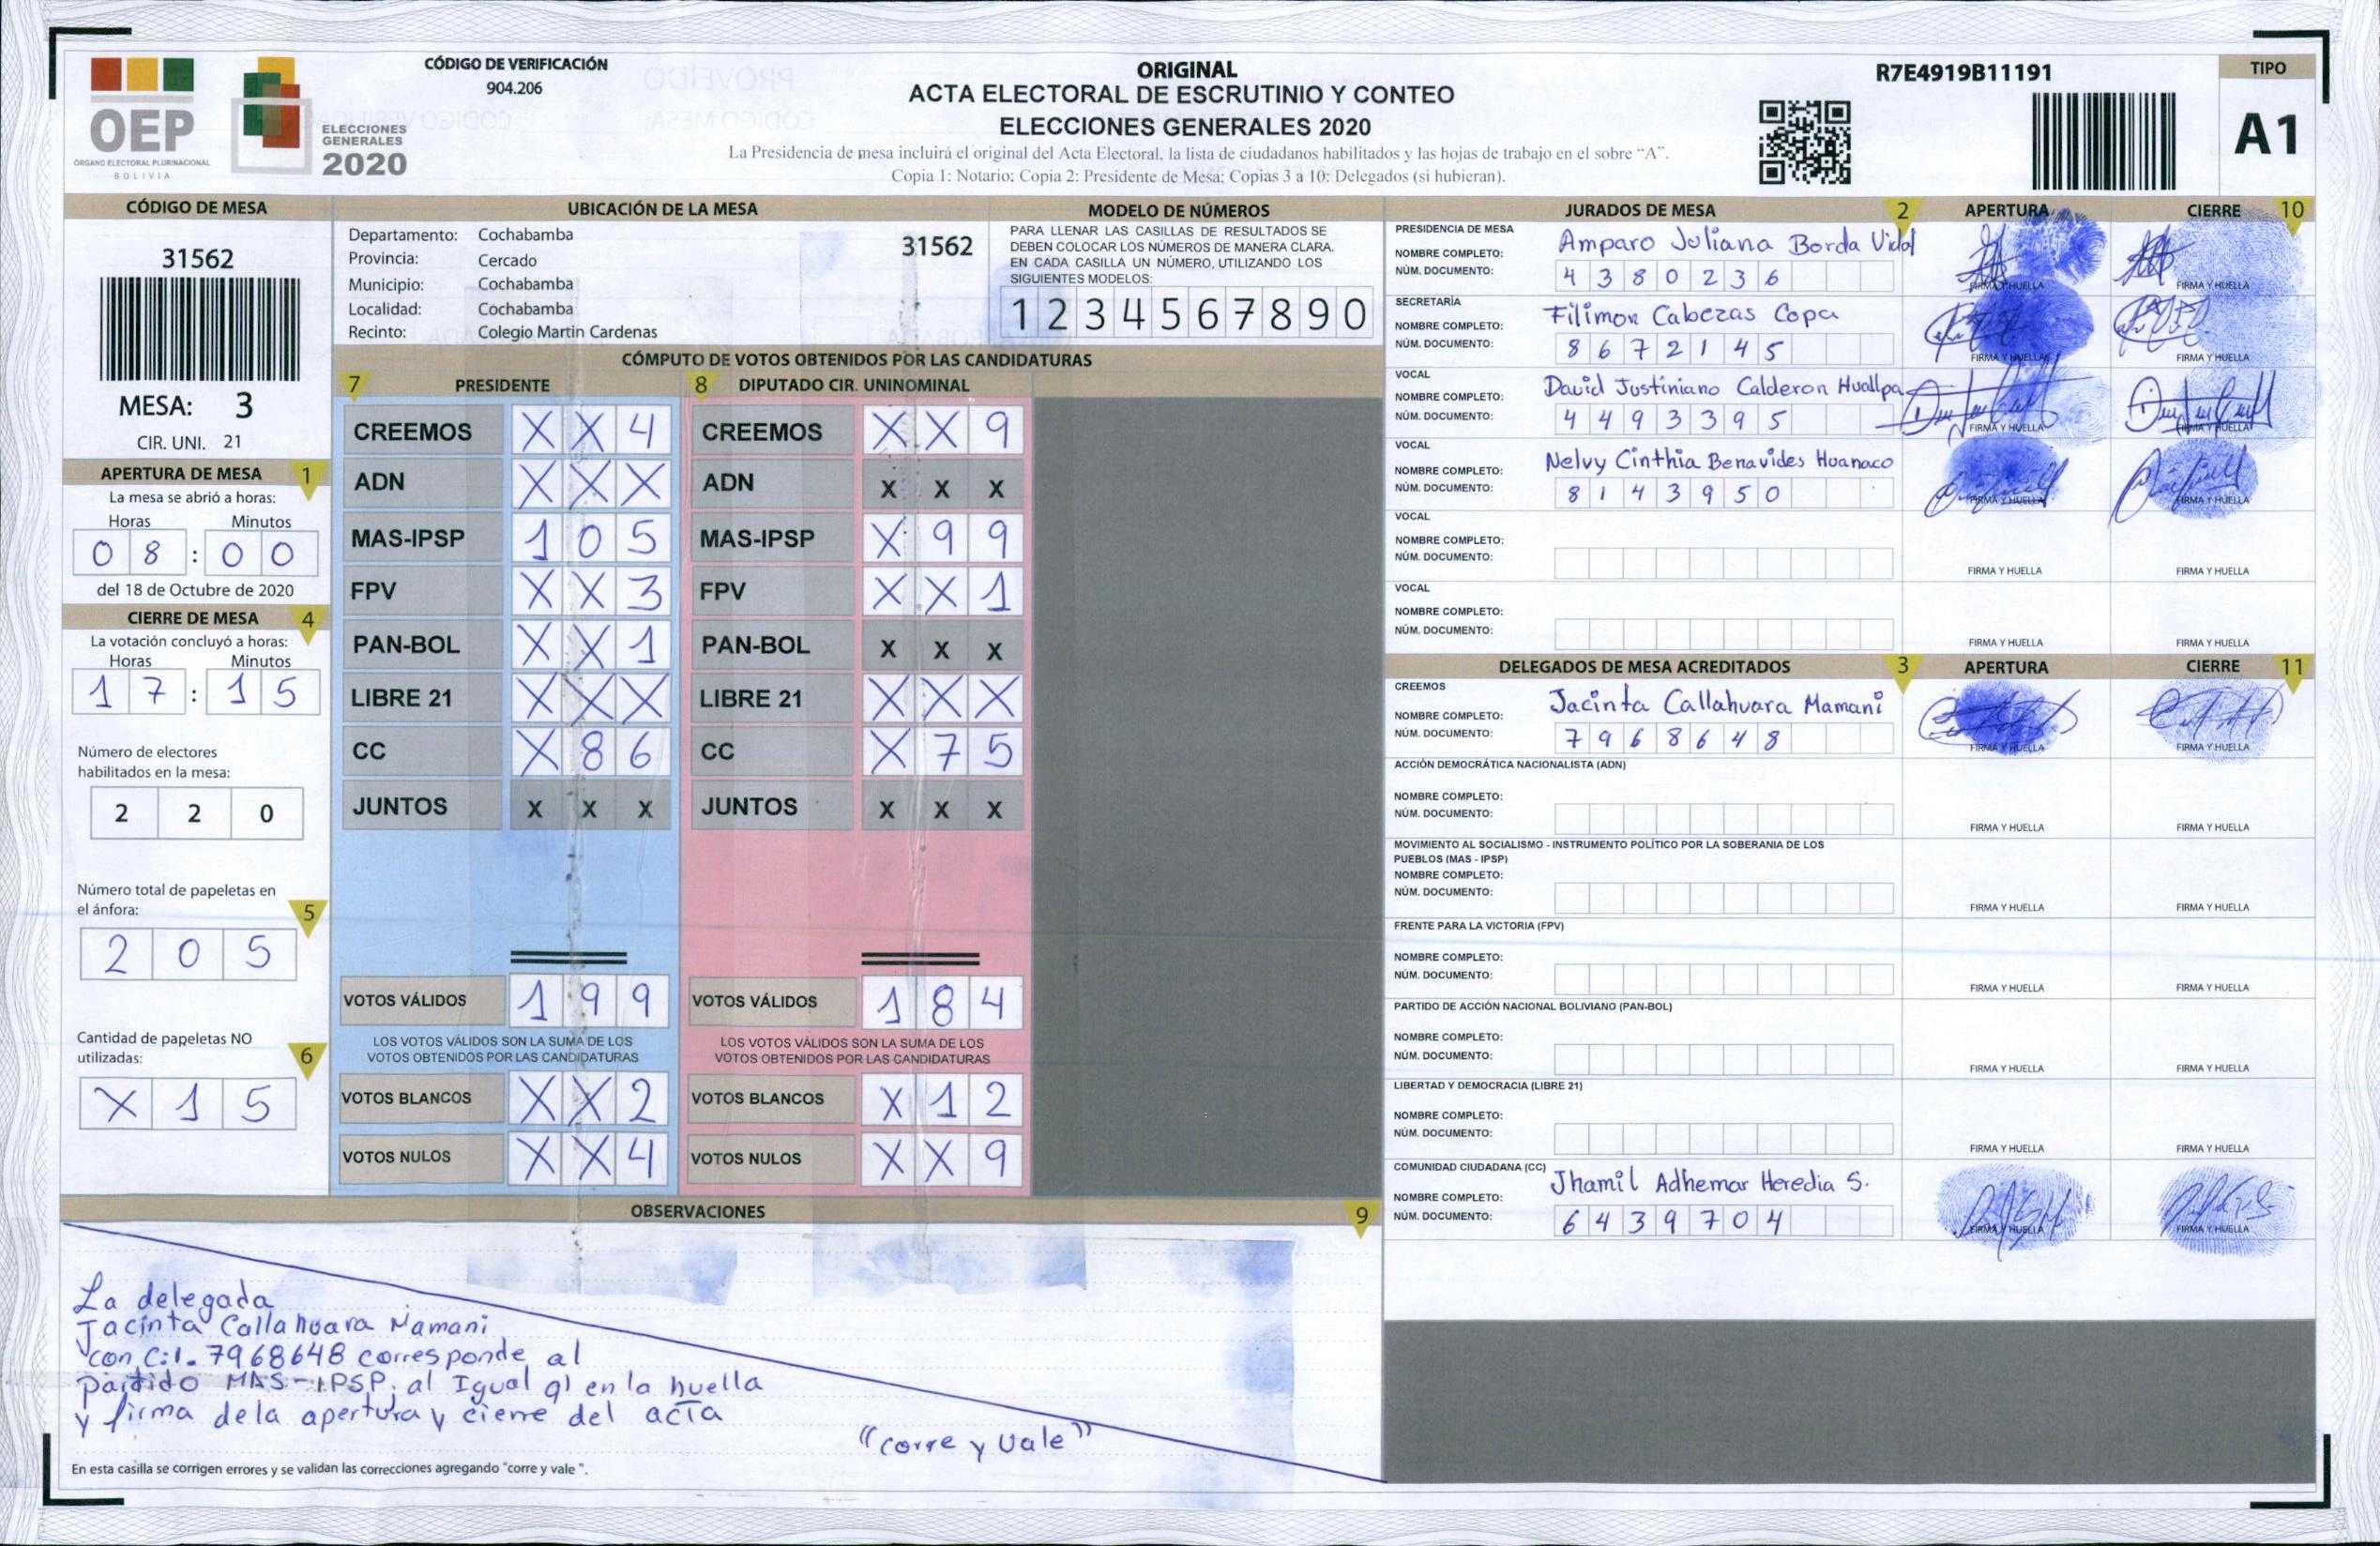 OEP
ÓRGANO ELECTORAL PLURINACIONAL
BOLIVIA
ELECCIONES
GENERALES
2020
CÓDIGO DE VERIFICACIÓN
904.206
ORIGINAL
ACTA ELECTORAL DE ESCRUTINIO Y CONTEO
ELECCIONES GENERALES 2020
La Presidencia de mesa incluirá el original del Acta Electoral, la lista de ciudadanos habilitados y las hojas de trabajo en el sobre "A".
Copia 1: Notario; Copia 2: Presidente de Mesa; Copias 3 a 10: Delegados (si hubieran).
R7E4919B11191
TIPO
A1
CÓDIGO DE MESA
31562
MESA: 3
CIR. UNI. 21
APERTURA DE MESA 1
La mesa se abrió a horas:
Horas Minutos
0 8 : 0 0
del 18 de Octubre de 2020
CIERRE DE MESA 4
La votación concluyó a horas:
Horas Minutos
1 7 : 1 5
Número de electores
habilitados en la mesa:
2 2 0
Número total de papeletas en
el ánfora: 5
2 0 5
Cantidad de papeletas NO
utilizadas: 6
X 1 5
UBICACIÓN DE LA MESA
Departamento: Cochabamba
31562
Provincia: Cercado
Municipio: Cochabamba
Localidad: Cochabamba
Recinto: Colegio Martin Cardenas
MODELO DE NÚMEROS
PARA LLENAR LAS CASILLAS DE RESULTADOS SE
DEBEN COLOCAR LOS NÚMEROS DE MANERA CLARA.
EN CADA CASILLA UN NÚMERO, UTILIZANDO LOS
SIGUIENTES MODELOS:
1 2 3 4 5 6 7 8 9 0
CÓMPUTO DE VOTOS OBTENIDOS POR LAS CANDIDATURAS
7 PRESIDENTE 8 DIPUTADO CIR. UNINOMINAL
CREEMOS X X 4 CREEMOS X X 9
ADN X X X ADN X X X
MAS-IPSP 1 0 5 MAS-IPSP X 9 9
FPV X X 3 FPV X X 1
PAN-BOL X X 1 PAN-BOL X X X
LIBRE 21 X X X LIBRE 21 X X X
CC X 8 6 CC X 7 5
JUNTOS X X X JUNTOS X X X
VOTOS VÁLIDOS 1 9 9 VOTOS VÁLIDOS 1 8 4
LOS VOTOS VÁLIDOS SON LA SUMA DE LOS LOS VOTOS VÁLIDOS SON LA SUMA DE LOS
VOTOS OBTENIDOS POR LAS CANDIDATURAS VOTOS OBTENIDOS POR LAS CANDIDATURAS
VOTOS BLANCOS X X 2 VOTOS BLANCOS X 1 2
VOTOS NULOS X X 4 VOTOS NULOS X X 9
OBSERVACIONES 9
La delegada
Jacinta Callahuara Mamani
con C.I. 7968648 corresponde al
partido MAS-IPSP. al Igual q' en la huella
y firma dela apertura y cierre del acta
"Corre y Vale"
En esta casilla se corrigen errores y se validan las correcciones agregando "corre y vale ".
JURADOS DE MESA 2 APERTURA CIERRE 10
PRESIDENCIA DE MESA
NOMBRE COMPLETO: Amparo Juliana Borda Vidal
NÚM. DOCUMENTO: 4 3 8 0 2 3 6
FIRMA Y HUELLA FIRMA Y HUELLA
SECRETARÍA
NOMBRE COMPLETO: Filimon Cabezas Copa
NÚM. DOCUMENTO: 8 6 7 2 1 4 5
FIRMA Y HUELLA FIRMA Y HUELLA
VOCAL
NOMBRE COMPLETO: David Justiniano Calderon Huallpa
NÚM. DOCUMENTO: 4 4 9 3 3 9 5
FIRMA Y HUELLA FIRMA Y HUELLA
VOCAL
NOMBRE COMPLETO: Nelvy Cinthia Benavides Huanaco
NÚM. DOCUMENTO: 8 1 4 3 9 5 0
FIRMA Y HUELLA FIRMA Y HUELLA
VOCAL
NOMBRE COMPLETO:
NÚM. DOCUMENTO:
FIRMA Y HUELLA FIRMA Y HUELLA
VOCAL
NOMBRE COMPLETO:
NÚM. DOCUMENTO:
FIRMA Y HUELLA FIRMA Y HUELLA
DELEGADOS DE MESA ACREDITADOS 3 APERTURA CIERRE 11
CREEMOS
NOMBRE COMPLETO: Jacinta Callahuara Mamani
NÚM. DOCUMENTO: 7 9 6 8 6 4 8
FIRMA Y HUELLA FIRMA Y HUELLA
ACCIÓN DEMOCRÁTICA NACIONALISTA (ADN)
NOMBRE COMPLETO:
NÚM. DOCUMENTO:
FIRMA Y HUELLA FIRMA Y HUELLA
MOVIMIENTO AL SOCIALISMO - INSTRUMENTO POLÍTICO POR LA SOBERANIA DE LOS
PUEBLOS (MAS - IPSP)
NOMBRE COMPLETO:
NÚM. DOCUMENTO:
FIRMA Y HUELLA FIRMA Y HUELLA
FRENTE PARA LA VICTORIA (FPV)
NOMBRE COMPLETO:
NÚM. DOCUMENTO:
FIRMA Y HUELLA FIRMA Y HUELLA
PARTIDO DE ACCIÓN NACIONAL BOLIVIANO (PAN-BOL)
NOMBRE COMPLETO:
NÚM. DOCUMENTO:
FIRMA Y HUELLA FIRMA Y HUELLA
LIBERTAD Y DEMOCRACIA (LIBRE 21)
NOMBRE COMPLETO:
NÚM. DOCUMENTO:
FIRMA Y HUELLA FIRMA Y HUELLA
COMUNIDAD CIUDADANA (CC)
NOMBRE COMPLETO: Jhamil Adhemar Heredia S.
NÚM. DOCUMENTO: 6 4 3 9 7 0 4
FIRMA Y HUELLA FIRMA Y HUELLA